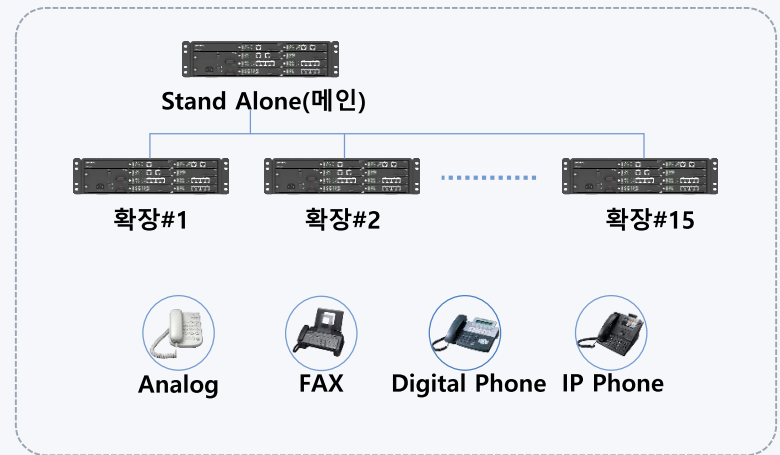 Stand Alone(메인)
확장#1
확장#2
확장#15
Analog
FAX
Digital Phone
IP Phone